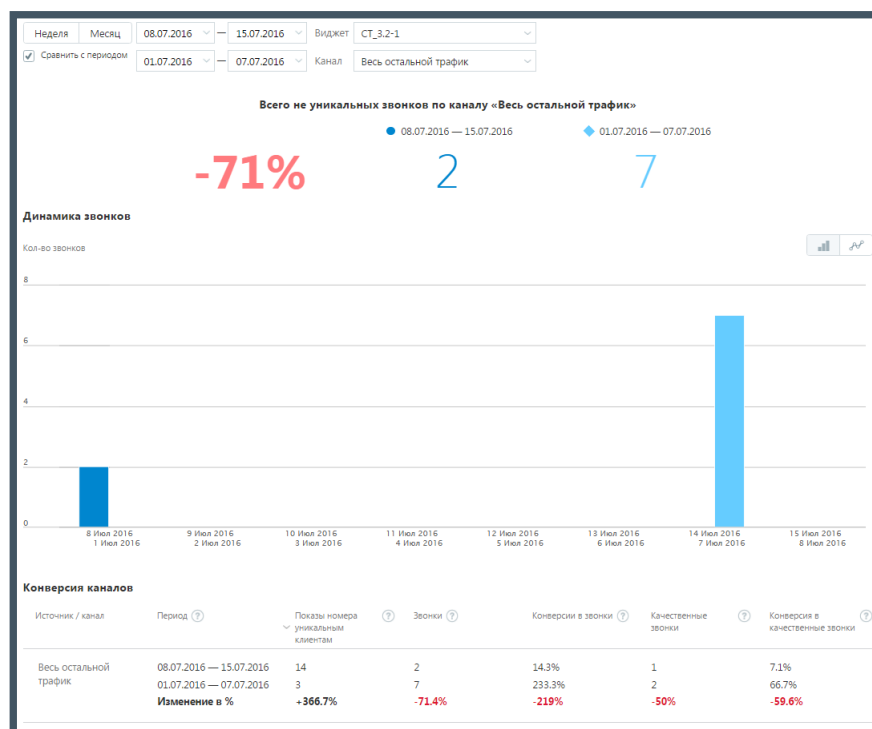 Неделя Месяц 08.07.2016 — 15.07.2016 Виджет CT_3.2-1
Сравнить с периодом 01.07.2016 — 07.07.2016 Канал Весь остальной трафик
Всего не уникальных звонков по каналу «Весь остальной трафик»
08.07.2016 — 15.07.2016 01.07.2016 — 07.07.2016
-71% 2 7
Динамика звонков
Кол-во звонков
8
6
4
2
0
8 Июл 2016 9 Июл 2016 10 Июл 2016 11 Июл 2016 12 Июл 2016 13 Июл 2016 14 Июл 2016 15 Июл 2016
1 Июл 2016 2 Июл 2016 3 Июл 2016 4 Июл 2016 5 Июл 2016 6 Июл 2016 7 Июл 2016 8 Июл 2016
Конверсия каналов
Источник / канал Период ? Показы номера ? Звонки ? Конверсии в звонки ? Качественные ? Конверсия в ?
уникальным звонки качественные звонки
клиентам
Весь остальной 08.07.2016 — 15.07.2016 14 2 14.3% 1 7.1%
трафик 01.07.2016 — 07.07.2016 3 7 233.3% 2 66.7%
Изменение в % +366.7% -71.4% -219% -50% -59.6%